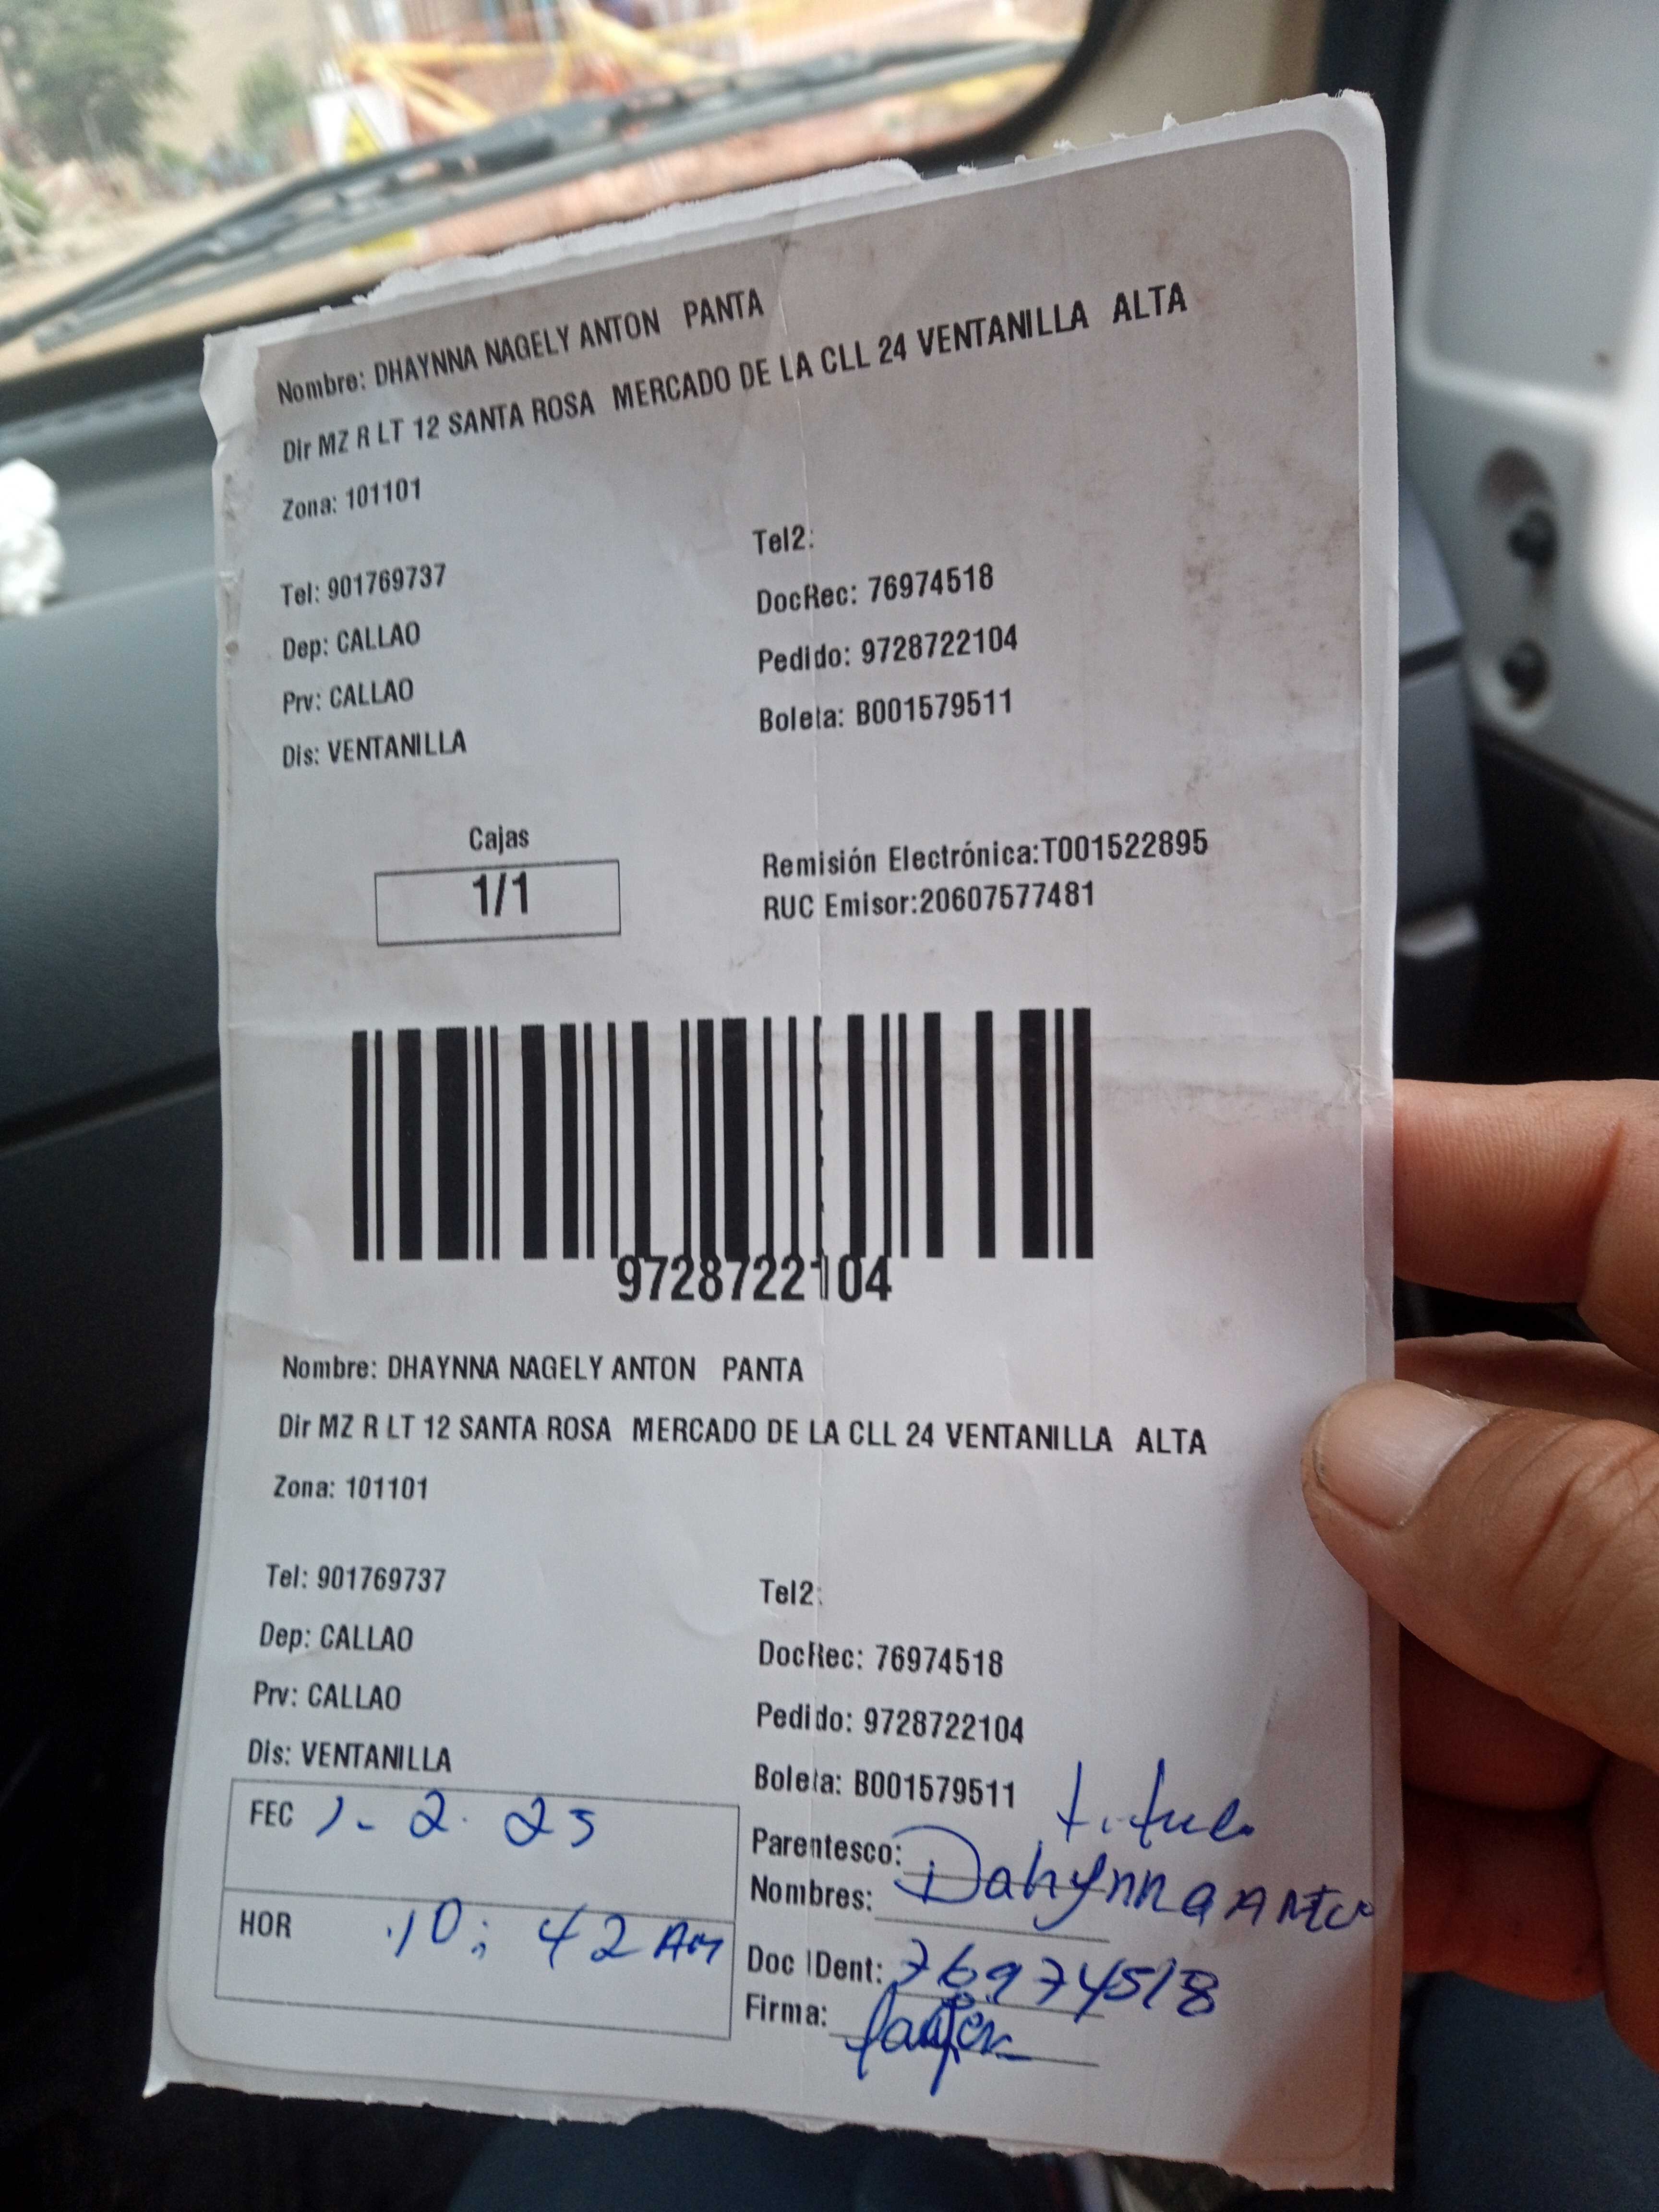 Nombre: DHAYNNA NAGELY ANTON PANTA
Dir MZ R LT 12 SANTA ROSA MERCADO DE LA CLL 24 VENTANILLA ALTA
Zona: 101101
Tel: 901769737
Tel2:
Dep: CALLAO
DocRec: 76974518
Prv: CALLAO
Pedido: 9728722104
Dis: VENTANILLA
Boleta: B001579511
Cajas
1/1
Remisión Electrónica:T001522895
RUC Emisor:20607577481
9728722104
Nombre: DHAYNNA NAGELY ANTON PANTA
Dir MZ R LT 12 SANTA ROSA MERCADO DE LA CLL 24 VENTANILLA ALTA
Zona: 101101
Tel: 901769737
Tel2:
Dep: CALLAO
DocRec: 76974518
Prv: CALLAO
Pedido: 9728722104
Dis: VENTANILLA
Boleta: B001579511
FEC 1-2-25
Parentesco:
Nombres: Dahynna
HOR 10:42 AM
Doc IDent: 76974518
Firma: